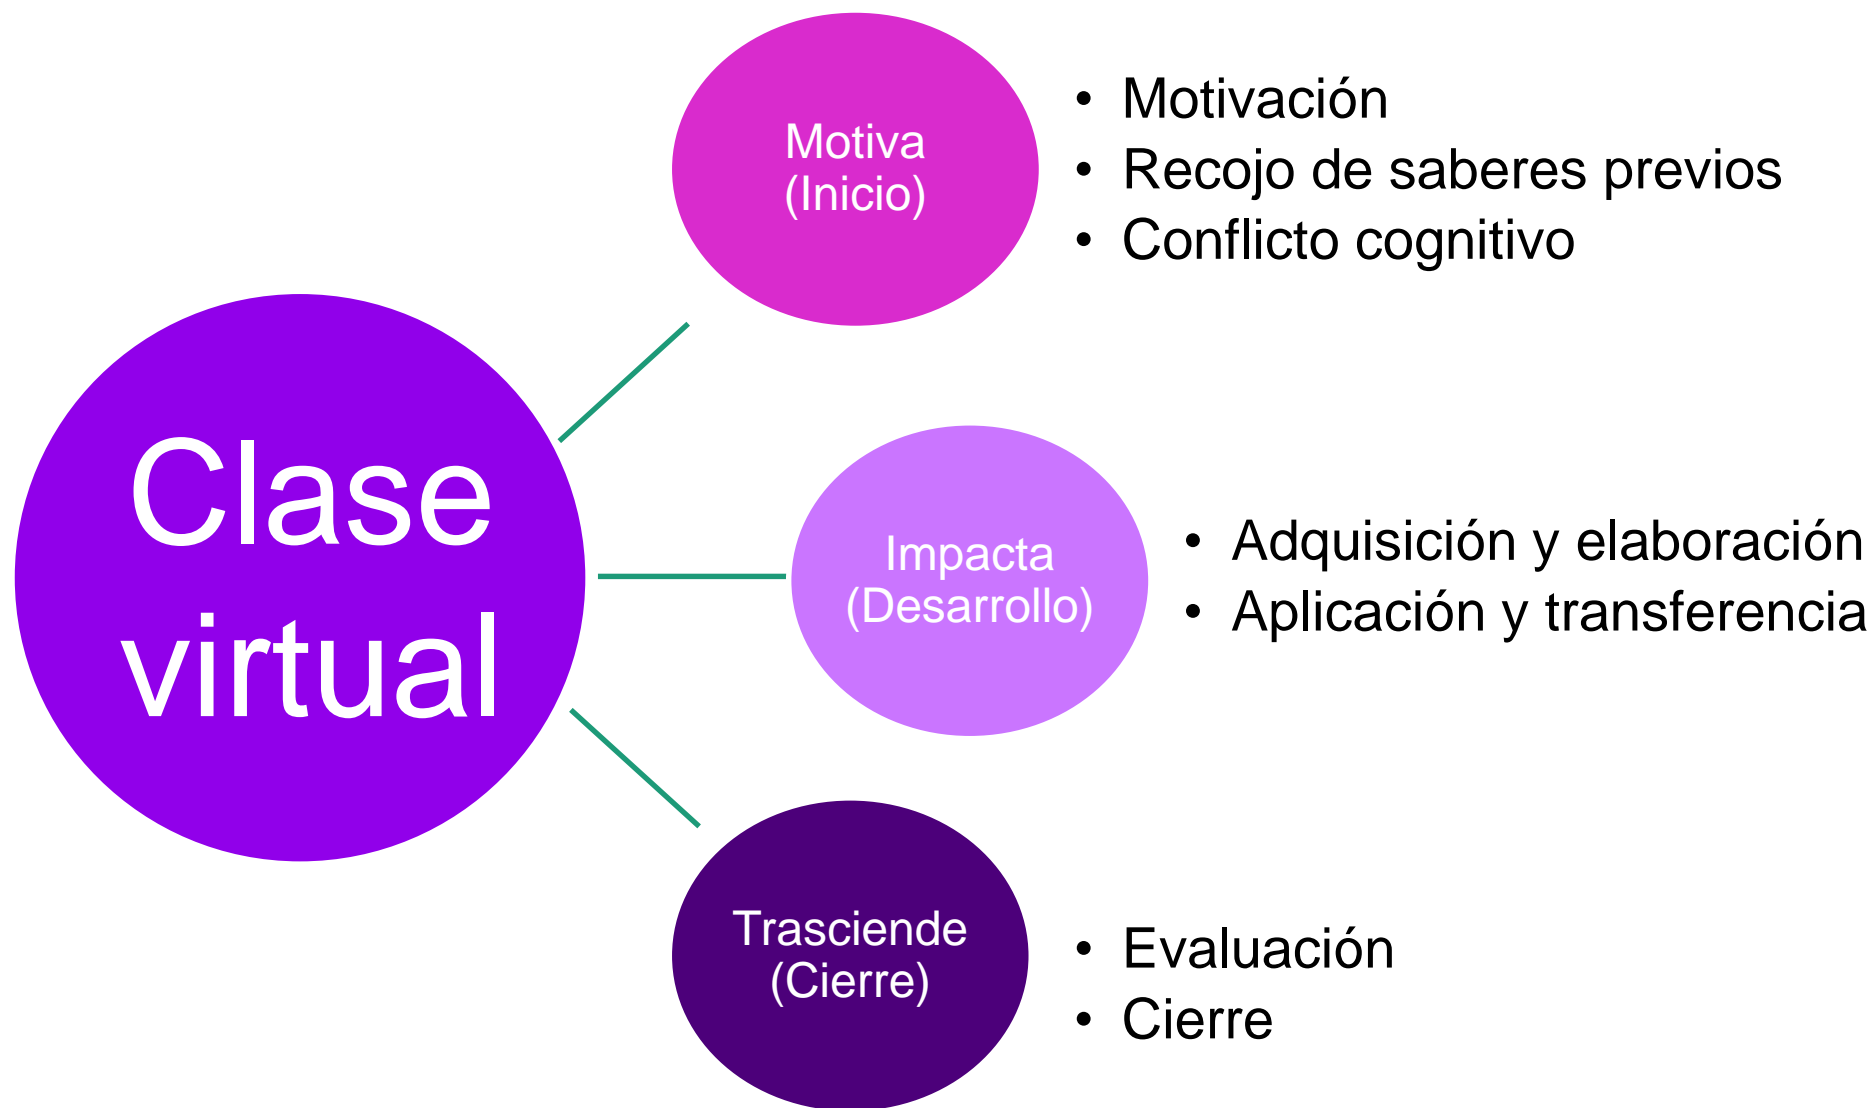 Clase
virtual
Motiva
(Inicio)
• Motivación
• Recojo de saberes previos
• Conflicto cognitivo
Impacta
(Desarrollo)
• Adquisición y elaboración
• Aplicación y transferencia
Trasciende
(Cierre)
• Evaluación
• Cierre